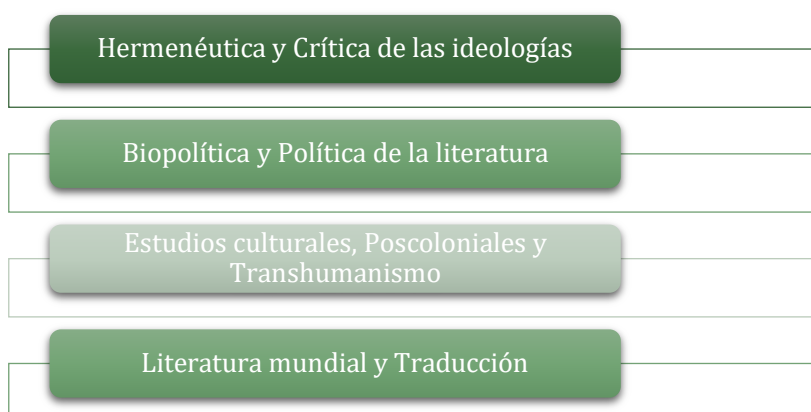 Hermenéutica y Crítica de las ideologías
Biopolítica y Política de la literatura
Estudios culturales, Poscoloniales y
Transhumanismo
Literatura mundial y Traducción